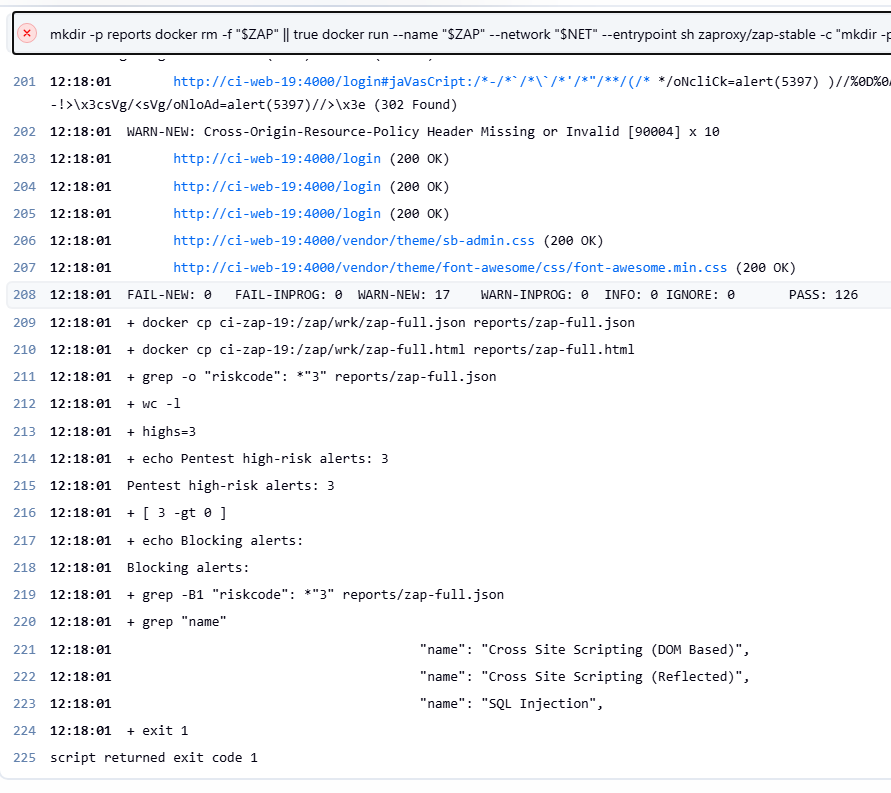 mkdir -p reports docker rm -f "$ZAP" || true docker run --name "$ZAP" --network "$NET" --entrypoint sh zaproxy/zap-stable -c "mkdir -p
201 12:18:01 http://ci-web-19:4000/login#jaVasCript:/*-/*`/*\`/*'/*"/**/(/* */oNcliCk=alert(5397) )//%0D%0A
-!>\x3csVg/<sVg/oNloAd=alert(5397)//>\x3e (302 Found)
202 12:18:01 WARN-NEW: Cross-Origin-Resource-Policy Header Missing or Invalid [90004] x 10
203 12:18:01 http://ci-web-19:4000/login (200 OK)
204 12:18:01 http://ci-web-19:4000/login (200 OK)
205 12:18:01 http://ci-web-19:4000/login (200 OK)
206 12:18:01 http://ci-web-19:4000/vendor/theme/sb-admin.css (200 OK)
207 12:18:01 http://ci-web-19:4000/vendor/theme/font-awesome/css/font-awesome.min.css (200 OK)
208 12:18:01 FAIL-NEW: 0 FAIL-INPROG: 0 WARN-NEW: 17 WARN-INPROG: 0 INFO: 0 IGNORE: 0 PASS: 126
209 12:18:01 + docker cp ci-zap-19:/zap/wrk/zap-full.json reports/zap-full.json
210 12:18:01 + docker cp ci-zap-19:/zap/wrk/zap-full.html reports/zap-full.html
211 12:18:01 + grep -o "riskcode": *"3" reports/zap-full.json
212 12:18:01 + wc -l
213 12:18:01 + highs=3
214 12:18:01 + echo Pentest high-risk alerts: 3
215 12:18:01 Pentest high-risk alerts: 3
216 12:18:01 + [ 3 -gt 0 ]
217 12:18:01 + echo Blocking alerts:
218 12:18:01 Blocking alerts:
219 12:18:01 + grep -B1 "riskcode": *"3" reports/zap-full.json
220 12:18:01 + grep "name"
221 12:18:01 "name": "Cross Site Scripting (DOM Based)",
222 12:18:01 "name": "Cross Site Scripting (Reflected)",
223 12:18:01 "name": "SQL Injection",
224 12:18:01 + exit 1
225 script returned exit code 1